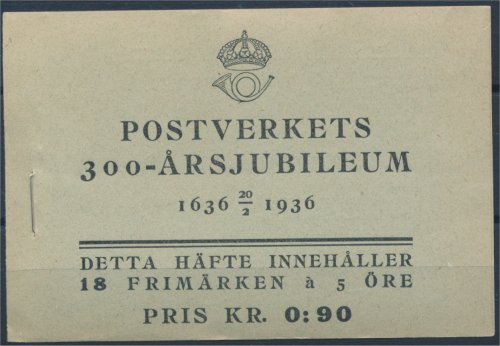 POSTVERKETS
300-ÅRSJUBILEUM
1636 20/2 1936
DETTA HÄFTE INNEHÅLLER
18 FRIMÄRKEN à 5 ÖRE
PRIS KR. 0:90